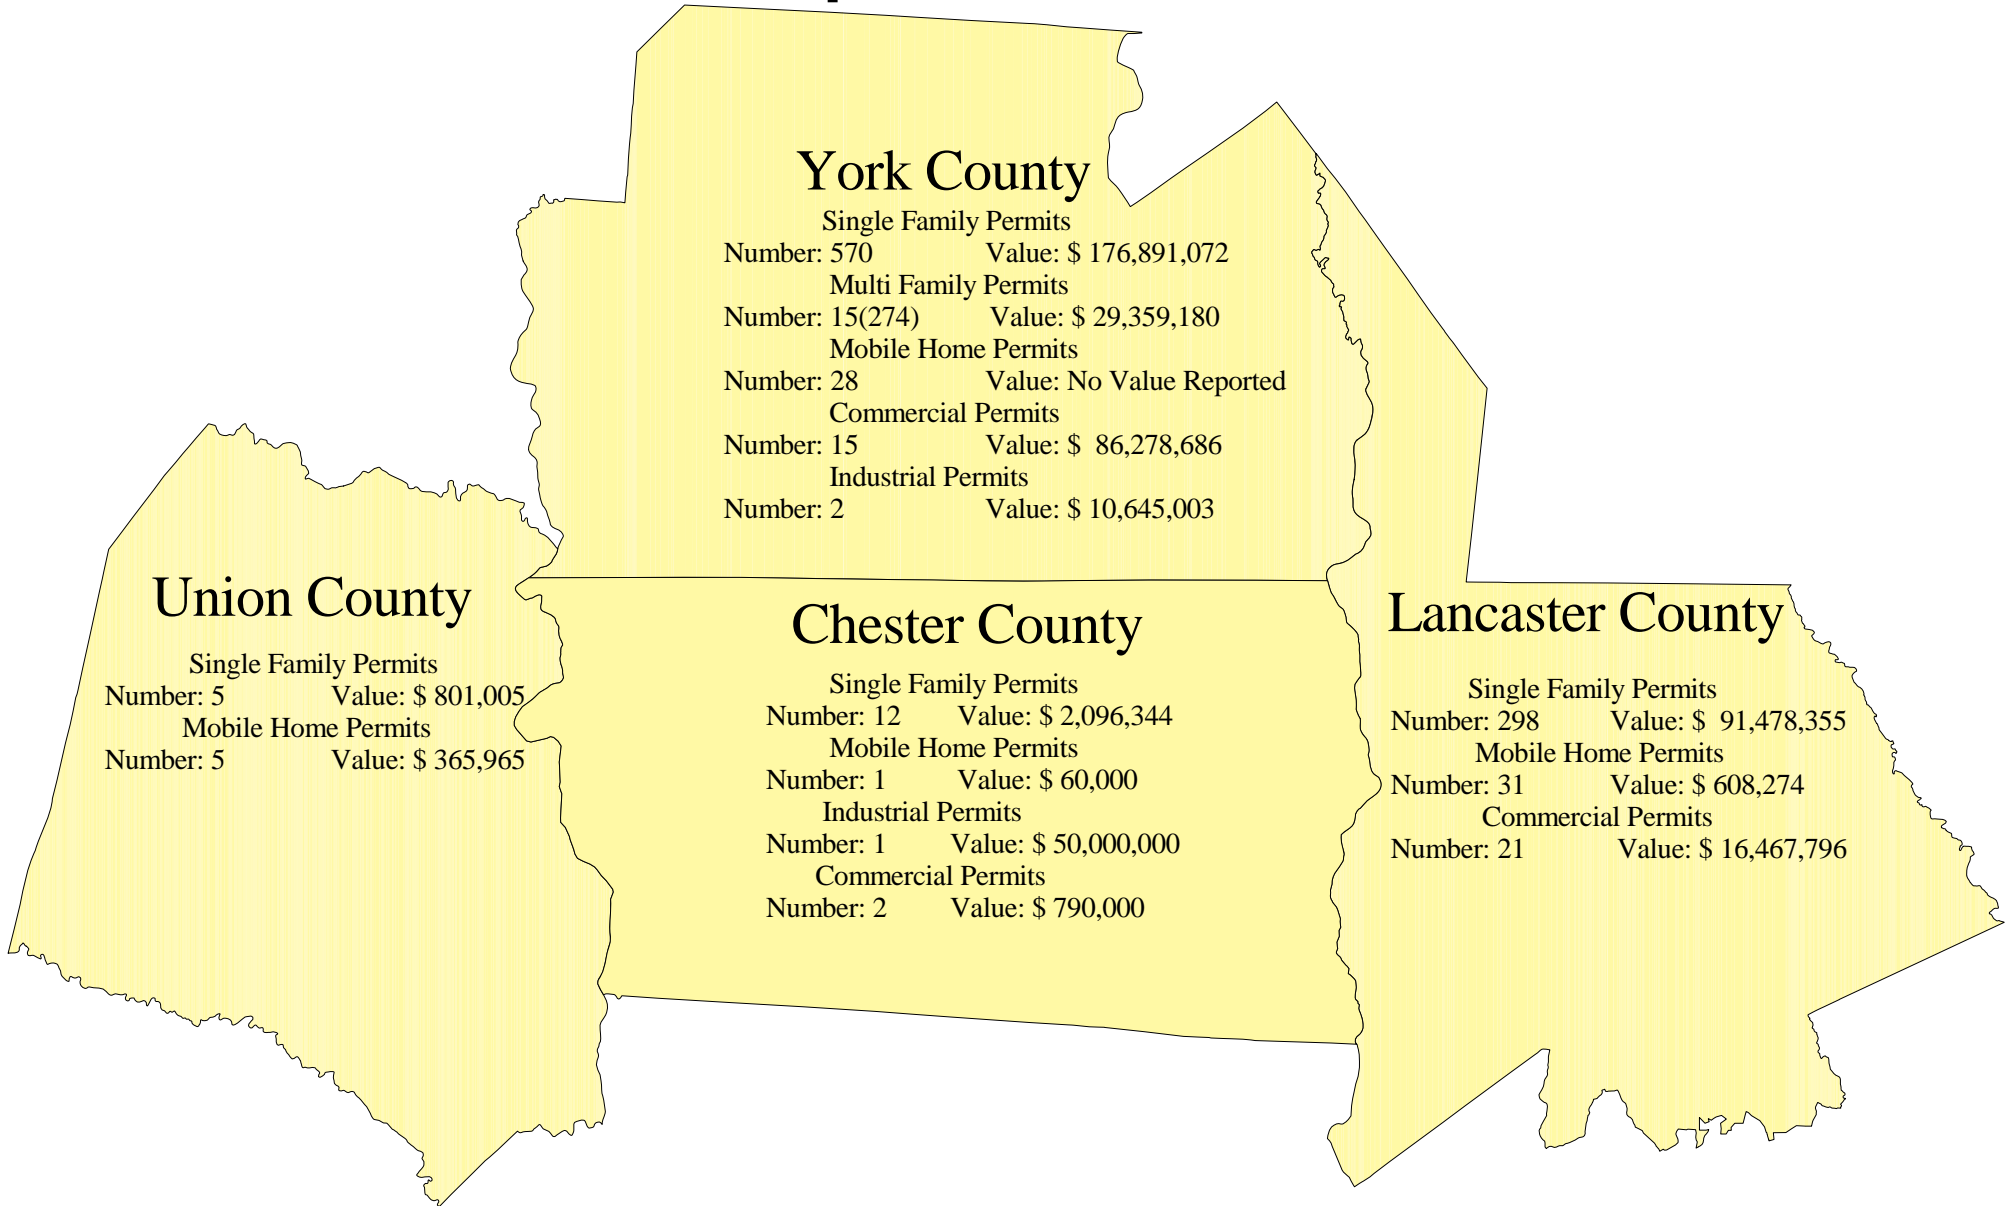 York County
Single Family Permits
Number: 570 Value: $ 176,891,072
Multi Family Permits
Number: 15(274) Value: $ 29,359,180
Mobile Home Permits
Number: 28 Value: No Value Reported
Commercial Permits
Number: 15 Value: $ 86,278,686
Industrial Permits
Number: 2 Value: $ 10,645,003
Union County
Single Family Permits
Number: 5 Value: $ 801,005
Mobile Home Permits
Number: 5 Value: $ 365,965
Chester County
Single Family Permits
Number: 12 Value: $ 2,096,344
Mobile Home Permits
Number: 1 Value: $ 60,000
Industrial Permits
Number: 1 Value: $ 50,000,000
Commercial Permits
Number: 2 Value: $ 790,000
Lancaster County
Single Family Permits
Number: 298 Value: $ 91,478,355
Mobile Home Permits
Number: 31 Value: $ 608,274
Commercial Permits
Number: 21 Value: $ 16,467,796